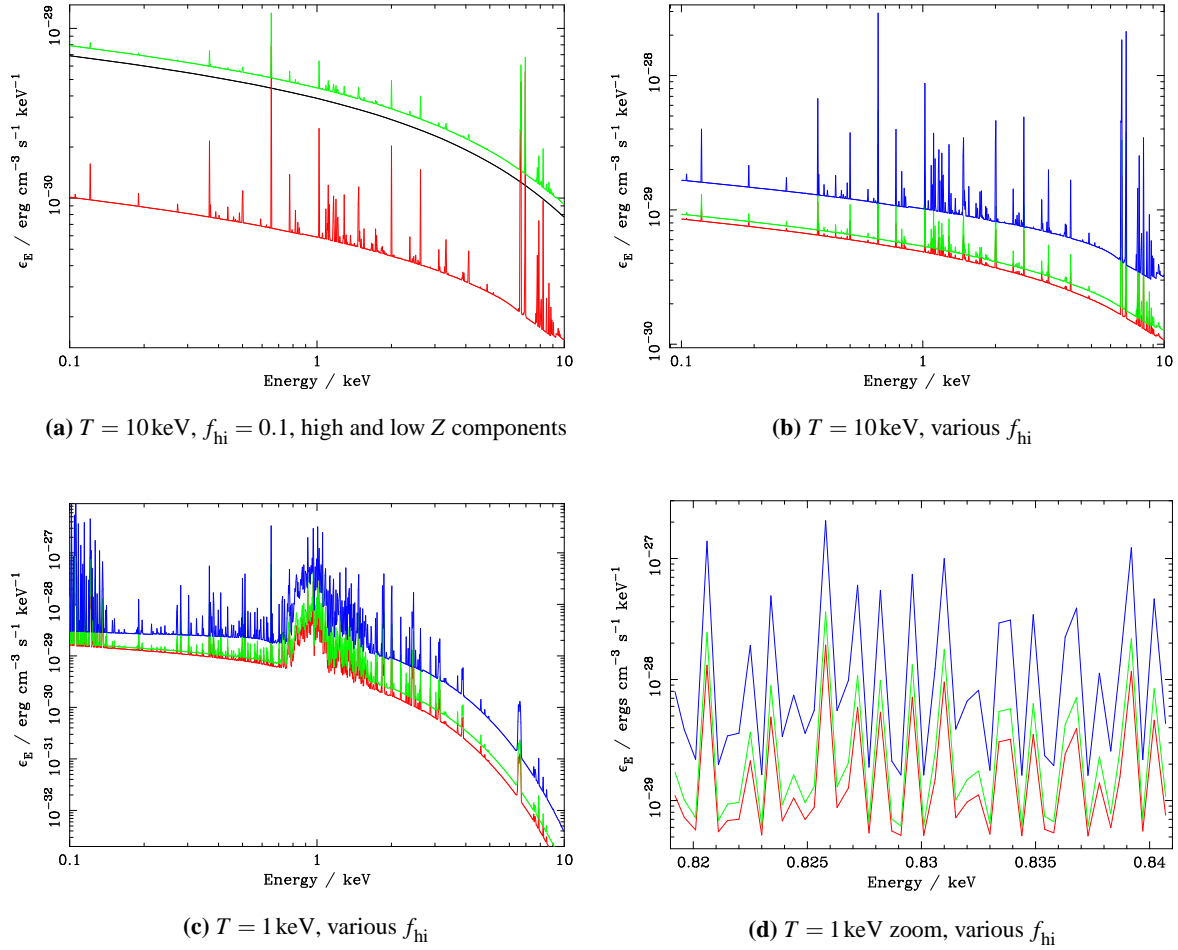 10⁻²⁹
10⁻³⁰
ϵ_E / erg cm⁻³ s⁻¹ keV⁻¹
0.1 1 10
Energy / keV
(a) T = 10 keV, f_hi = 0.1, high and low Z components
10⁻²⁸
10⁻²⁹
10⁻³⁰
ϵ_E / erg cm⁻³ s⁻¹ keV⁻¹
0.1 1 10
Energy / keV
(b) T = 10 keV, various f_hi
10⁻²⁷
10⁻²⁸
10⁻²⁹
10⁻³⁰
10⁻³¹
10⁻³²
ϵ_E / erg cm⁻³ s⁻¹ keV⁻¹
0.1 1 10
Energy / keV
(c) T = 1 keV, various f_hi
10⁻²⁷
10⁻²⁸
10⁻²⁹
ϵ_E / ergs cm⁻³ s⁻¹ keV⁻¹
0.82 0.825 0.83 0.835 0.84
Energy / keV
(d) T = 1 keV zoom, various f_hi